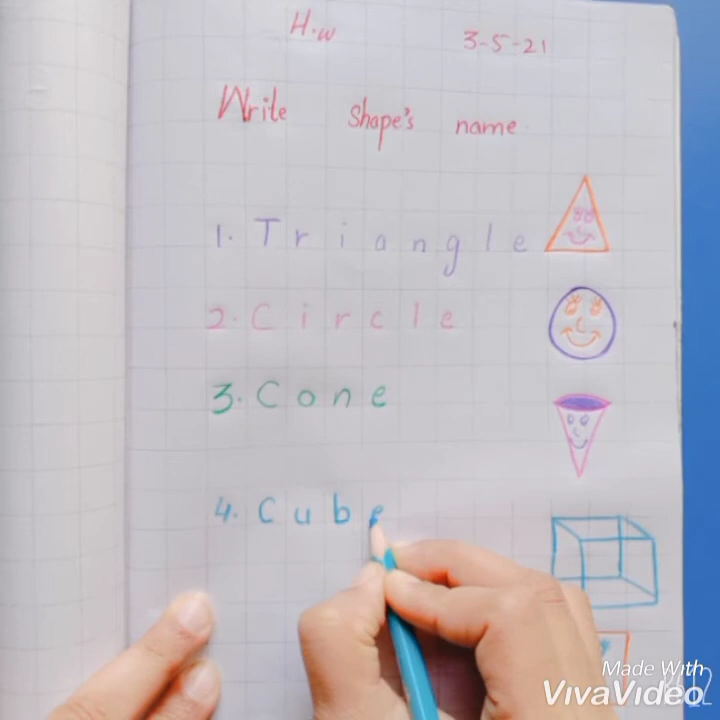 H.w 3-5-21
Write Shape's name
1. Triangle
2. Circle
3. Cone
4. Cube
Made With
VivaVideo